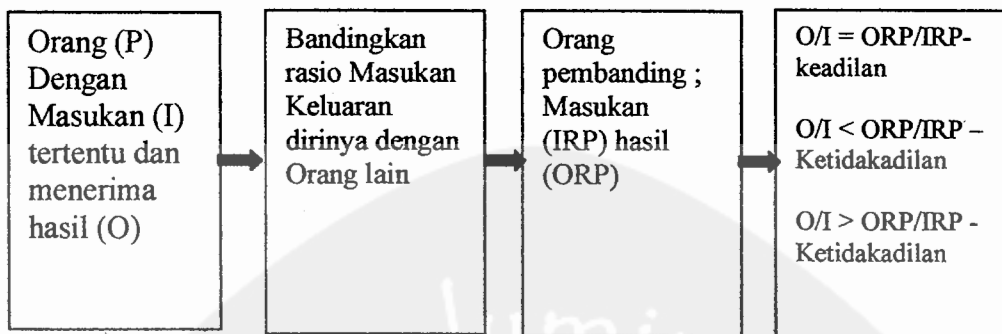 Orang (P)
Dengan
Masukan (I)
tertentu dan
menerima
hasil (O)
Bandingkan
rasio Masukan
Keluaran
dirinya dengan
Orang lain
Orang
pembanding ;
Masukan
(IRP) hasil
(ORP)
O/I = ORP/IRP-
keadilan
O/I < ORP/IRP –
Ketidakadilan
O/I > ORP/IRP -
Ketidakadilan